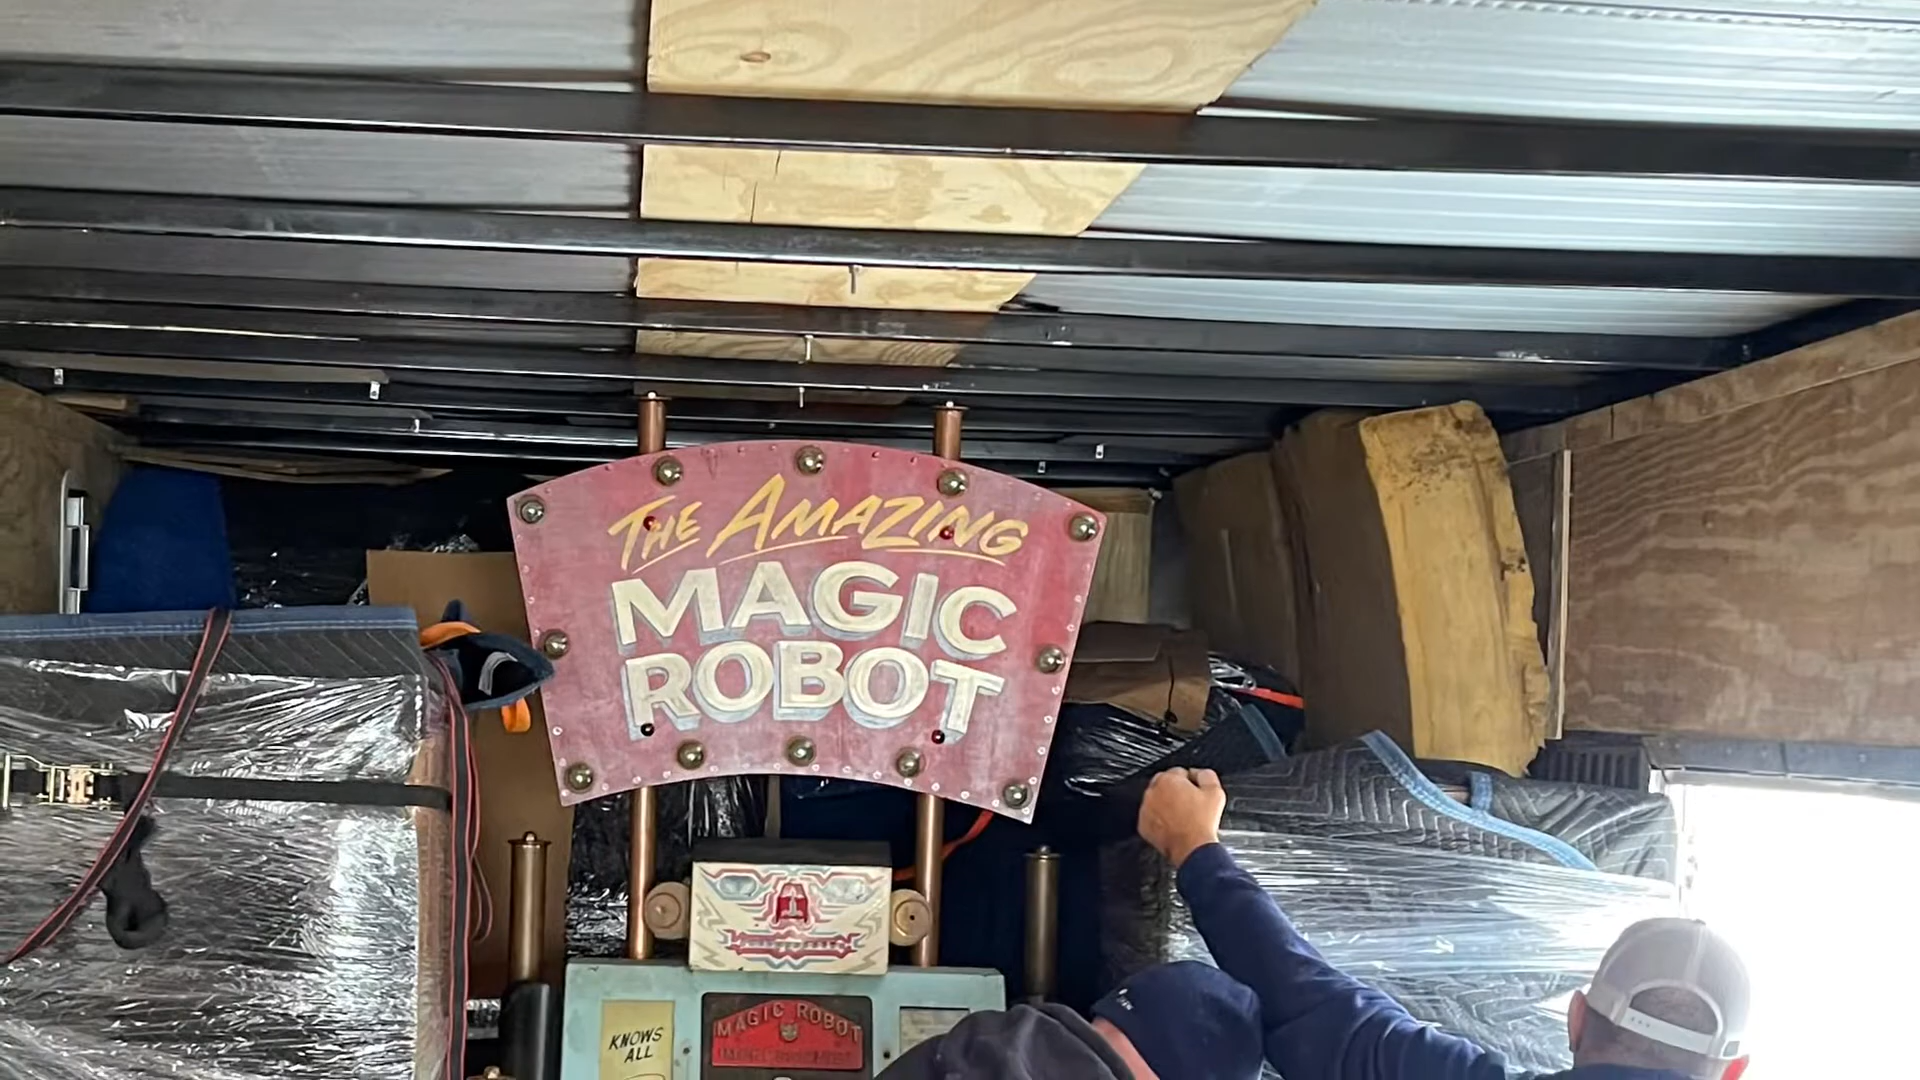 THE AMAZING
MAGIC
ROBOT
KNOWS
ALL
MAGIC ROBOT